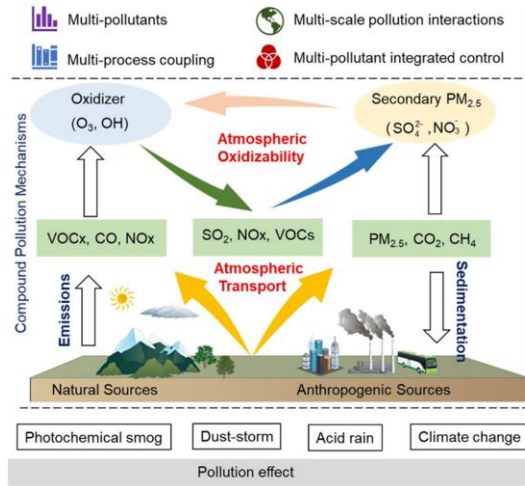 Multi-pollutants
Multi-scale pollution interactions
Multi-process coupling
Multi-pollutant integrated control
Compound Pollution Mechanisms
Oxidizer
(O₃, OH)
Secondary PM₂.₅
(SO₄²⁻, NO₃⁻)
Atmospheric
Oxidizability
VOCx, CO, NOx
SO₂, NOx, VOCs
PM₂.₅, CO₂, CH₄
Atmospheric
Transport
Emissions
Sedimentation
Natural Sources
Anthropogenic Sources
Photochemical smog
Dust-storm
Acid rain
Climate change
Pollution effect